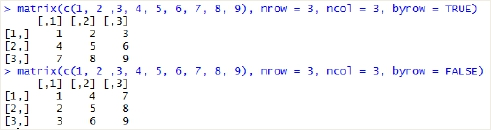 > matrix(c(1, 2 ,3, 4, 5, 6, 7, 8, 9), nrow = 3, ncol = 3, byrow = TRUE)
     [,1] [,2] [,3]
[1,]    1    2    3
[2,]    4    5    6
[3,]    7    8    9
> matrix(c(1, 2 ,3, 4, 5, 6, 7, 8, 9), nrow = 3, ncol = 3, byrow = FALSE)
     [,1] [,2] [,3]
[1,]    1    4    7
[2,]    2    5    8
[3,]    3    6    9